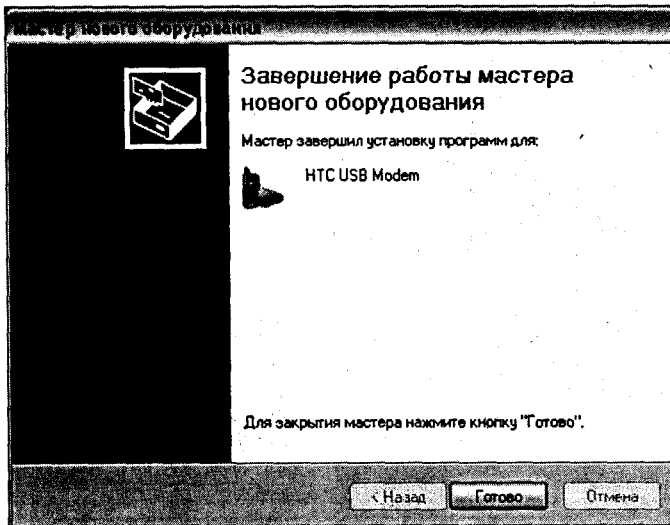 Мастер нового оборудования
Завершение работы мастера
нового оборудования
Мастер завершил установку программ для:
HTC USB Modem
Для закрытия мастера нажмите кнопку "Готово".
< Назад
Готово
Отмена